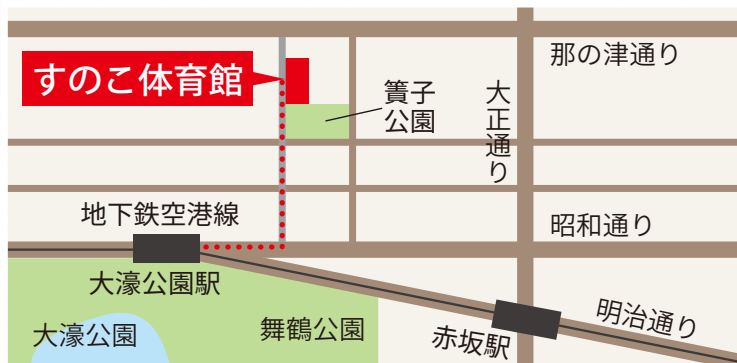 那の津通り
すのこ体育館
簀子
公園
大正通り
地下鉄空港線
昭和通り
大濠公園駅
明治通り
大濠公園
舞鶴公園
赤坂駅